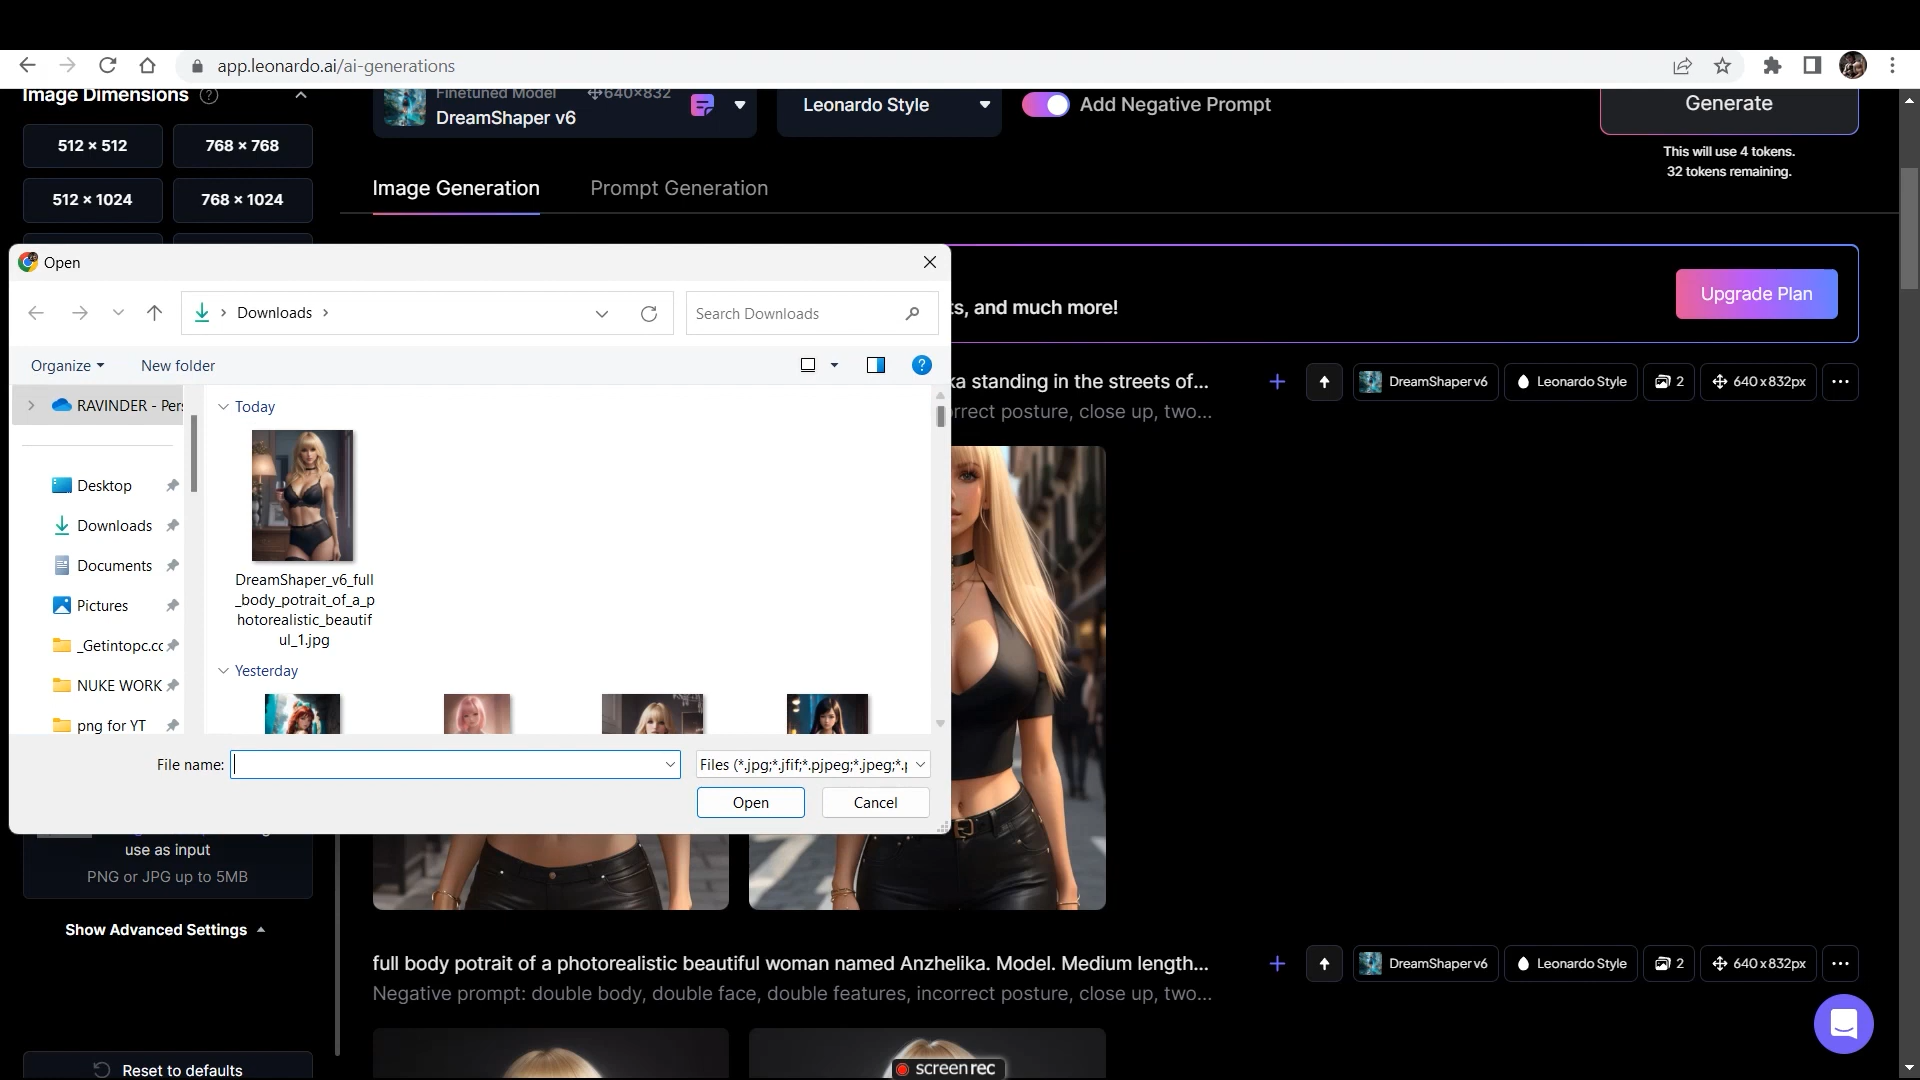 app.leonardo.ai/ai-generations
Image Dimensions
512 × 512
768 × 768
512 × 1024
768 × 1024
Finetuned Model
640×832
DreamShaper v6
Leonardo Style
Add Negative Prompt
Generate
This will use 4 tokens.
32 tokens remaining.
Image Generation
Prompt Generation
s, and much more!
Upgrade Plan
Open
Downloads
Search Downloads
Organize
New folder
RAVINDER - Per
Desktop
Downloads
Documents
Pictures
_Getintopc.cc
NUKE WORK
png for YT
Today
DreamShaper_v6_full
_body_potrait_of_a_p
hotorealistic_beautif
ul_1.jpg
Yesterday
File name:
Files (*.jpg;*.jfif;*.pjpeg;*.jpeg;*.p
Open
Cancel
ka standing in the streets of...
rrect posture, close up, two...
DreamShaper v6
Leonardo Style
2
640 x 832px
use as input
PNG or JPG up to 5MB
Show Advanced Settings
full body potrait of a photorealistic beautiful woman named Anzhelika. Model. Medium length...
Negative prompt: double body, double face, double features, incorrect posture, close up, two...
DreamShaper v6
Leonardo Style
2
640 x 832px
Reset to defaults
screenrec